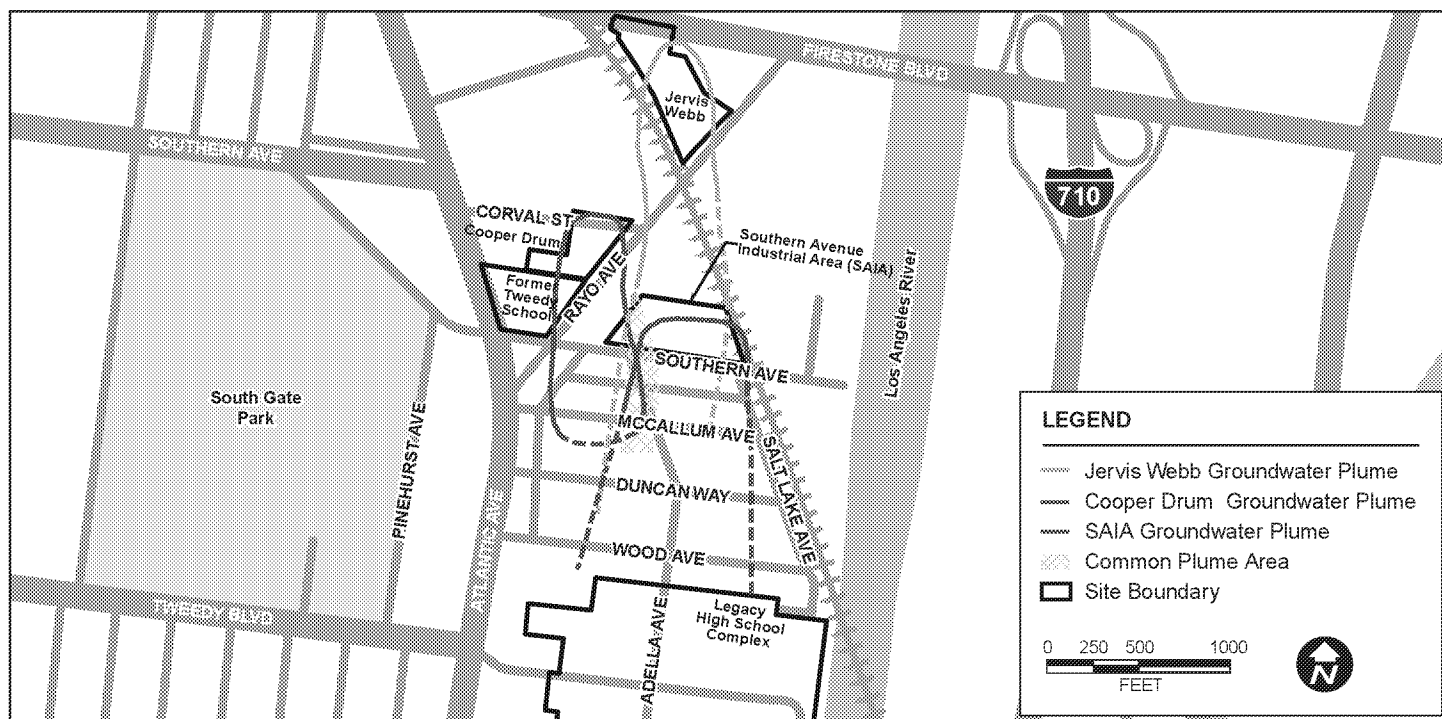 FIRESTONE BLVD
Jervis
Webb
SOUTHERN AVE
710
CORVAL ST
Cooper Drum
Southern Avenue
Industrial Area (SAIA)
Former
Tweedy
School
RAYO AVE
Los Angeles River
SOUTHERN AVE
South Gate
Park
PINEHURST AVE
MCCALLUM AVE
SALT LAKE AVE
DUNCAN WAY
ATLANTIC AVE
WOOD AVE
TWEEDY BLVD
ADELLA AVE
Legacy
High School
Complex
LEGEND
Jervis Webb Groundwater Plume
Cooper Drum Groundwater Plume
SAIA Groundwater Plume
Common Plume Area
Site Boundary
0 250 500 1000
FEET
N